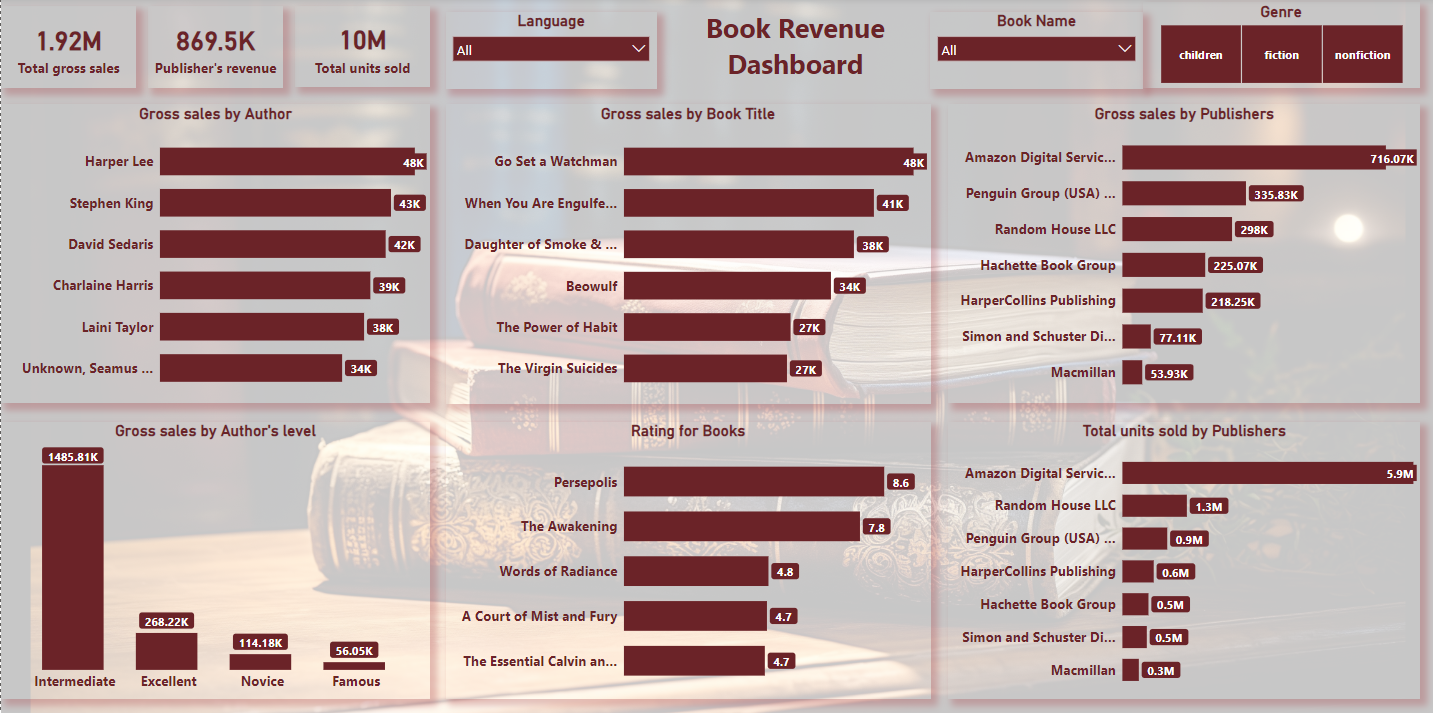 1.92M
Total gross sales
869.5K
Publisher's revenue
10M
Total units sold
Language
All
Book Revenue
Dashboard
Book Name
All
Genre
children
fiction
nonfiction
Gross sales by Author
Harper Lee 48K
Stephen King 43K
David Sedaris 42K
Charlaine Harris 39K
Laini Taylor 38K
Unknown, Seamus ... 34K
Gross sales by Book Title
Go Set a Watchman 48K
When You Are Engulfe... 41K
Daughter of Smoke & ... 38K
Beowulf 34K
The Power of Habit 27K
The Virgin Suicides 27K
Gross sales by Publishers
Amazon Digital Servic... 716.07K
Penguin Group (USA) ... 335.83K
Random House LLC 298K
Hachette Book Group 225.07K
HarperCollins Publishing 218.25K
Simon and Schuster Di... 77.11K
Macmillan 53.93K
Gross sales by Author's level
1485.81K
268.22K
114.18K
56.05K
Intermediate Excellent Novice Famous
Rating for Books
Persepolis 8.6
The Awakening 7.8
Words of Radiance 4.8
A Court of Mist and Fury 4.7
The Essential Calvin an... 4.7
Total units sold by Publishers
Amazon Digital Servic... 5.9M
Random House LLC 1.3M
Penguin Group (USA) ... 0.9M
HarperCollins Publishing 0.6M
Hachette Book Group 0.5M
Simon and Schuster Di... 0.5M
Macmillan 0.3M